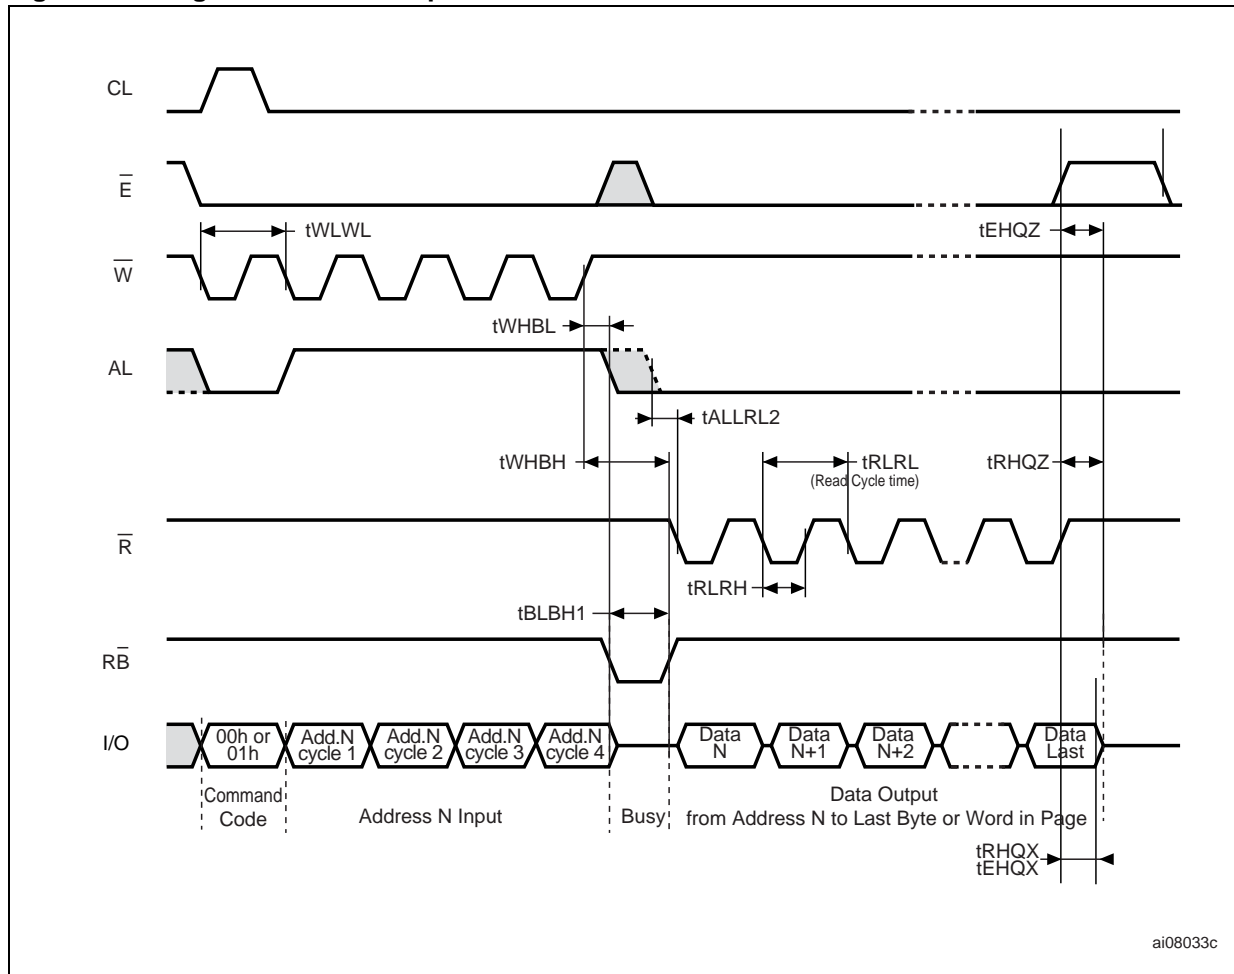 CL
E
tWLWL
tEHQZ
W
tWHBL
AL
tALLRL2
tWHBH
tRLRL
(Read Cycle time)
tRHQZ
R
tRLRH
tBLBH1
RB
I/O
00h or
01h
Add.N
cycle 1
Add.N
cycle 2
Add.N
cycle 3
Add.N
cycle 4
Data
N
Data
N+1
Data
N+2
Data
Last
Command
Code
Address N Input
Busy
Data Output
from Address N to Last Byte or Word in Page
tRHQX
tEHQX
ai08033c